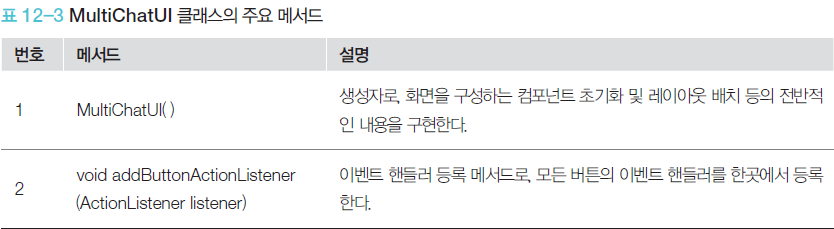 표 12-3 MultiChatUI 클래스의 주요 메서드
번호 메서드 설명
1 MultiChatUI( ) 생성자로, 화면을 구성하는 컴포넌트 초기화 및 레이아웃 배치 등의 전반적
인 내용을 구현한다.
2 void addButtonActionListener
(ActionListener listener)
이벤트 핸들러 등록 메서드로, 모든 버튼의 이벤트 핸들러를 한곳에서 등록
한다.